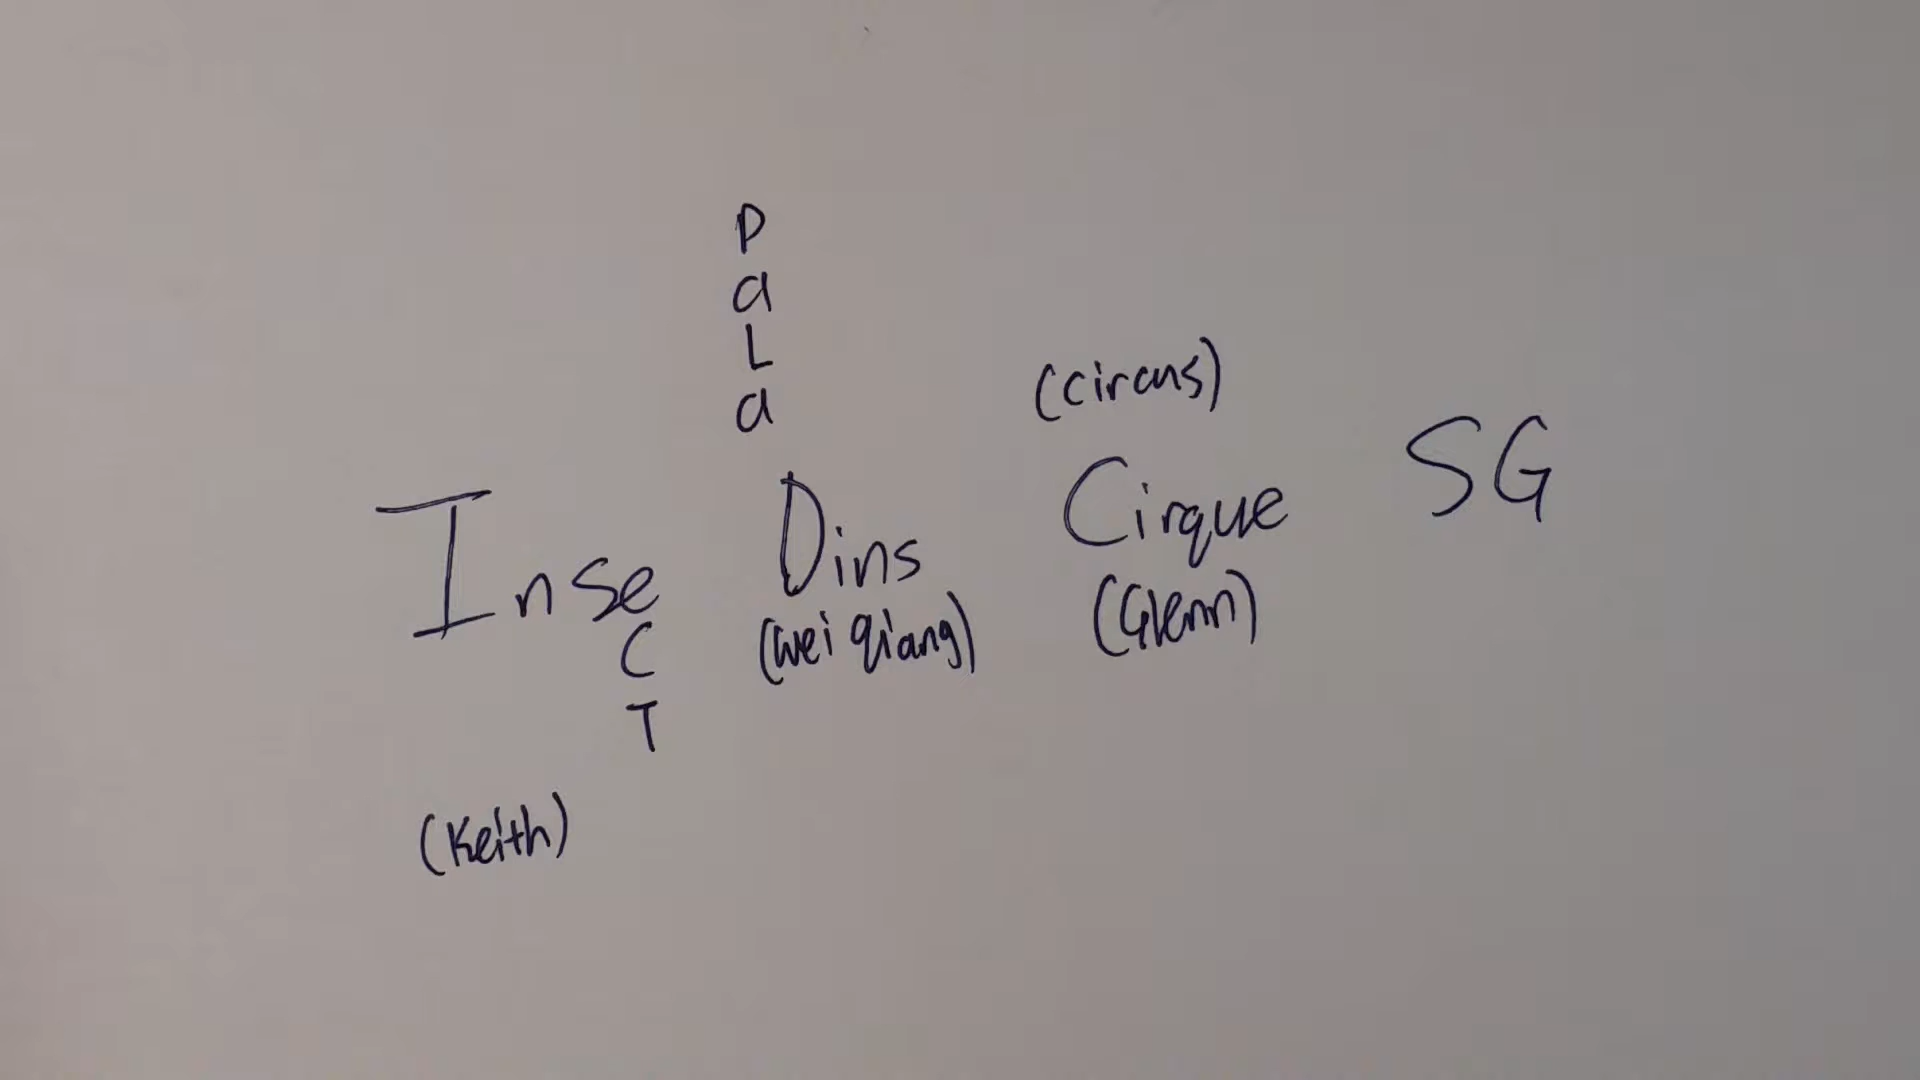 P
a
L
a
(circus)
Inse Dins Cirque SG
C
T
(wei qiang) (Glenn)
(Keith)